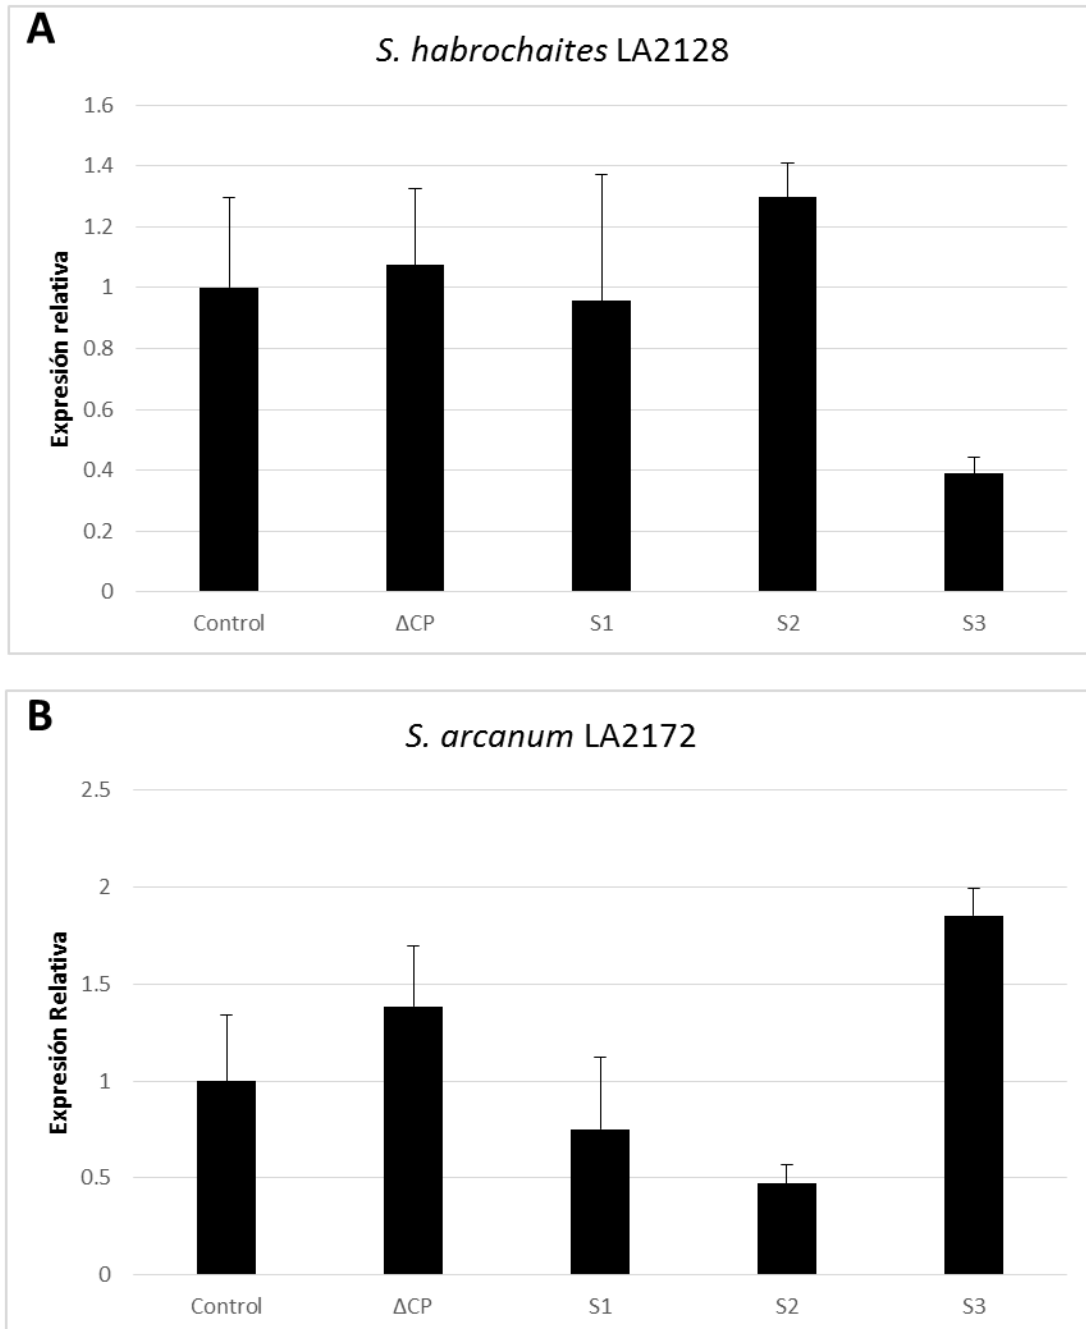 A
S. habrochaites LA2128
Expresión relativa
1.6
1.4
1.2
1
0.8
0.6
0.4
0.2
0
Control ΔCP S1 S2 S3
B
S. arcanum LA2172
Expresión Relativa
2.5
2
1.5
1
0.5
0
Control ΔCP S1 S2 S3